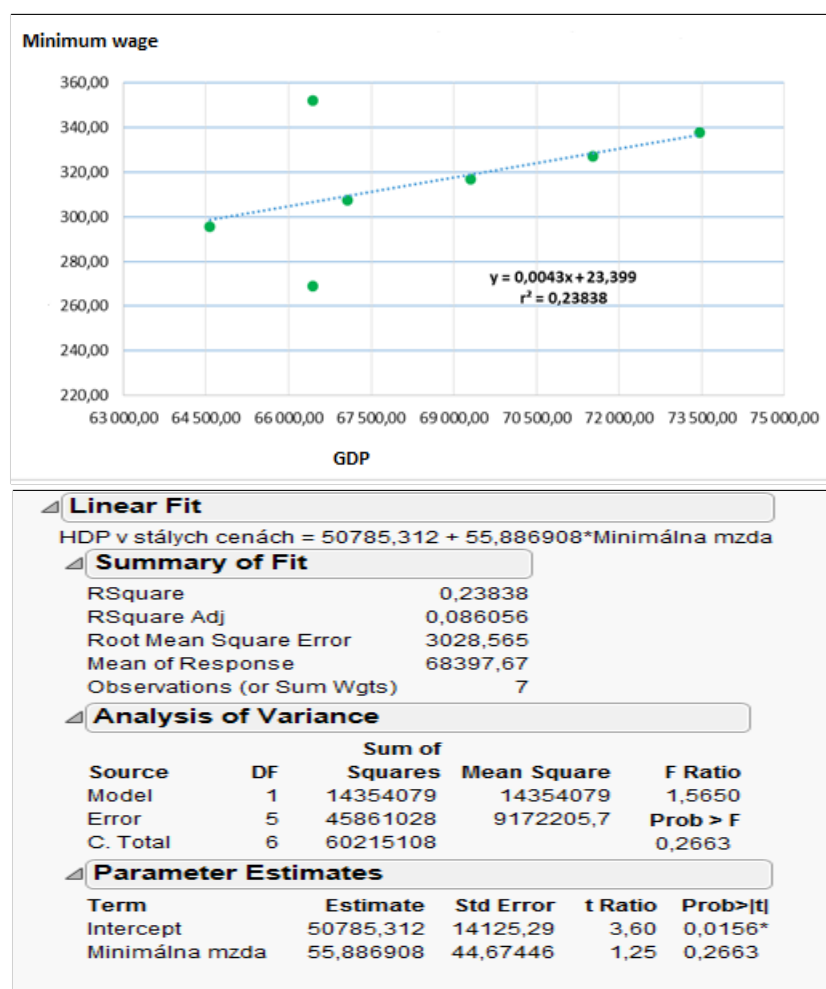 Minimum wage
360,00
340,00
320,00
300,00
280,00
260,00
240,00
220,00
y = 0,0043x + 23,399
r² = 0,23838
63 000,00 64 500,00 66 000,00 67 500,00 69 000,00 70 500,00 72 000,00 73 500,00 75 000,00
GDP
Linear Fit
HDP v stálych cenách = 50785,312 + 55,886908*Minimálna mzda
Summary of Fit
RSquare 0,23838
RSquare Adj 0,086056
Root Mean Square Error 3028,565
Mean of Response 68397,67
Observations (or Sum Wgts) 7
Analysis of Variance
Sum of
Source DF Squares Mean Square F Ratio
Model 1 14354079 14354079 1,5650
Error 5 45861028 9172205,7 Prob > F
C. Total 6 60215108 0,2663
Parameter Estimates
Term Estimate Std Error t Ratio Prob>|t|
Intercept 50785,312 14125,29 3,60 0,0156*
Minimálna mzda 55,886908 44,67446 1,25 0,2663